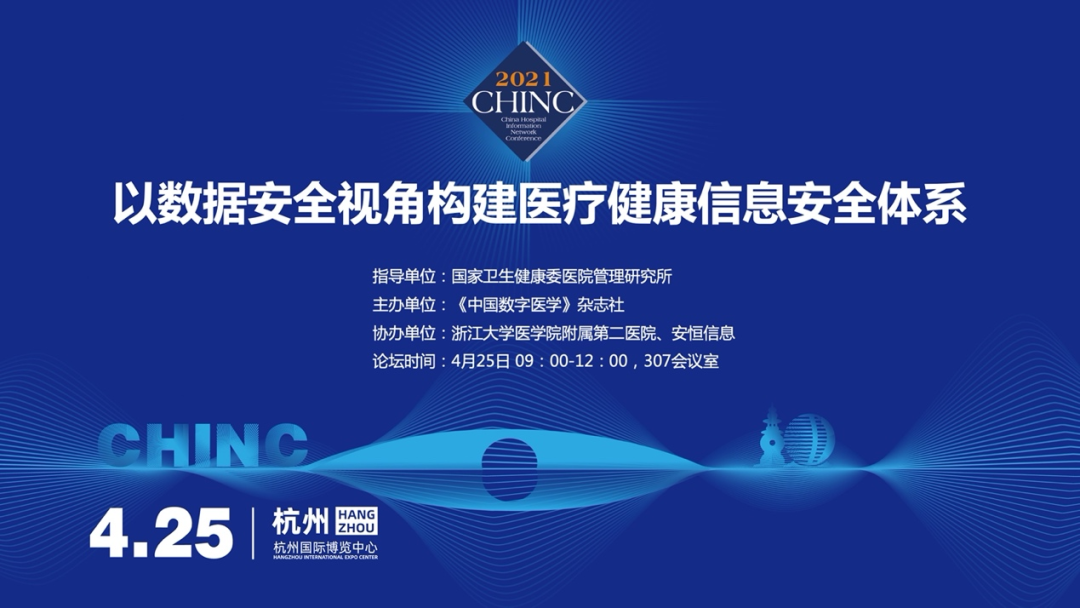 2021
CHINC
China Hospital
Information
Network
Conference
以数据安全视角构建医疗健康信息安全体系
指导单位：国家卫生健康委医院管理研究所
主办单位：《中国数字医学》杂志社
协办单位：浙江大学医学院附属第二医院、安恒信息
论坛时间：4月25日 09：00-12：00，307会议室
CHINC
4.25
杭州 HANG ZHOU
杭州国际博览中心
HANGZHOU INTERNATIONAL EXPO CENTER